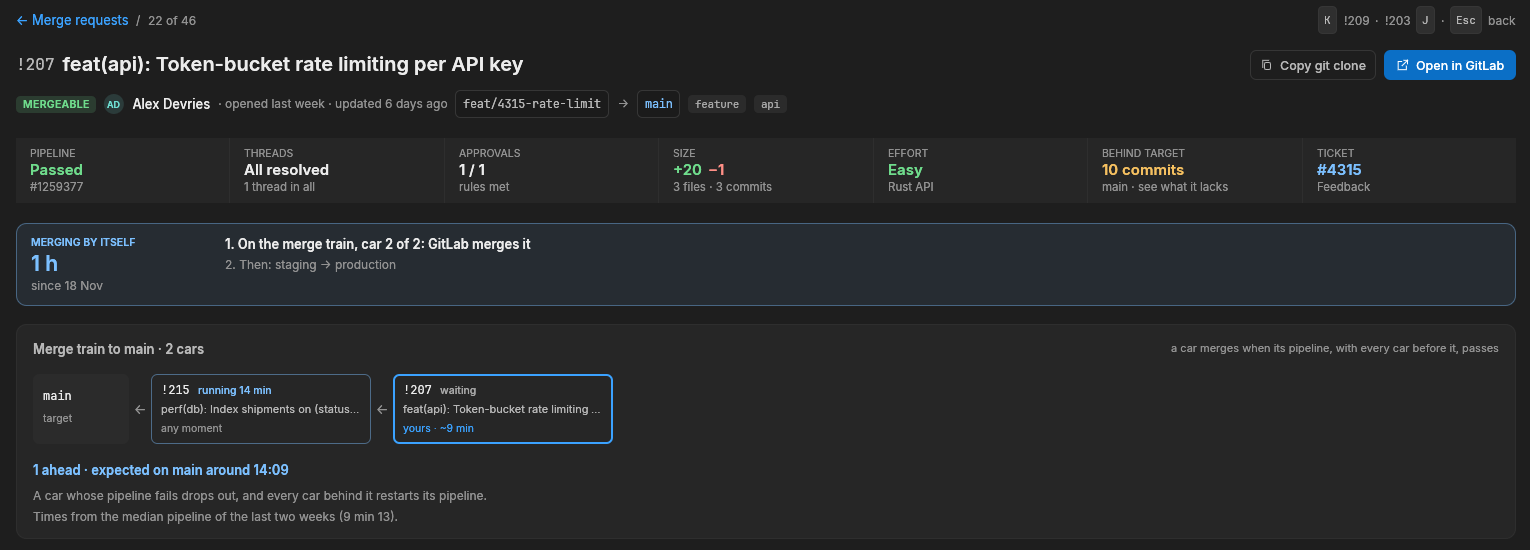 ← Merge requests / 22 of 46
K !209 · !203 J · Esc back
!207 feat(api): Token-bucket rate limiting per API key
Copy git clone
Open in GitLab
MERGEABLE AD Alex Devries · opened last week · updated 6 days ago feat/4315-rate-limit → main feature api
PIPELINE
Passed
#1259377
THREADS
All resolved
1 thread in all
APPROVALS
1 / 1
rules met
SIZE
+20 −1
3 files · 3 commits
EFFORT
Easy
Rust API
BEHIND TARGET
10 commits
main · see what it lacks
TICKET
#4315
Feedback
MERGING BY ITSELF
1 h
since 18 Nov
1. On the merge train, car 2 of 2: GitLab merges it
2. Then: staging → production
Merge train to main · 2 cars
a car merges when its pipeline, with every car before it, passes
main
target
←
!215 running 14 min
perf(db): Index shipments on (status...
any moment
←
!207 waiting
feat(api): Token-bucket rate limiting ...
yours · ~9 min
1 ahead · expected on main around 14:09
A car whose pipeline fails drops out, and every car behind it restarts its pipeline.
Times from the median pipeline of the last two weeks (9 min 13).